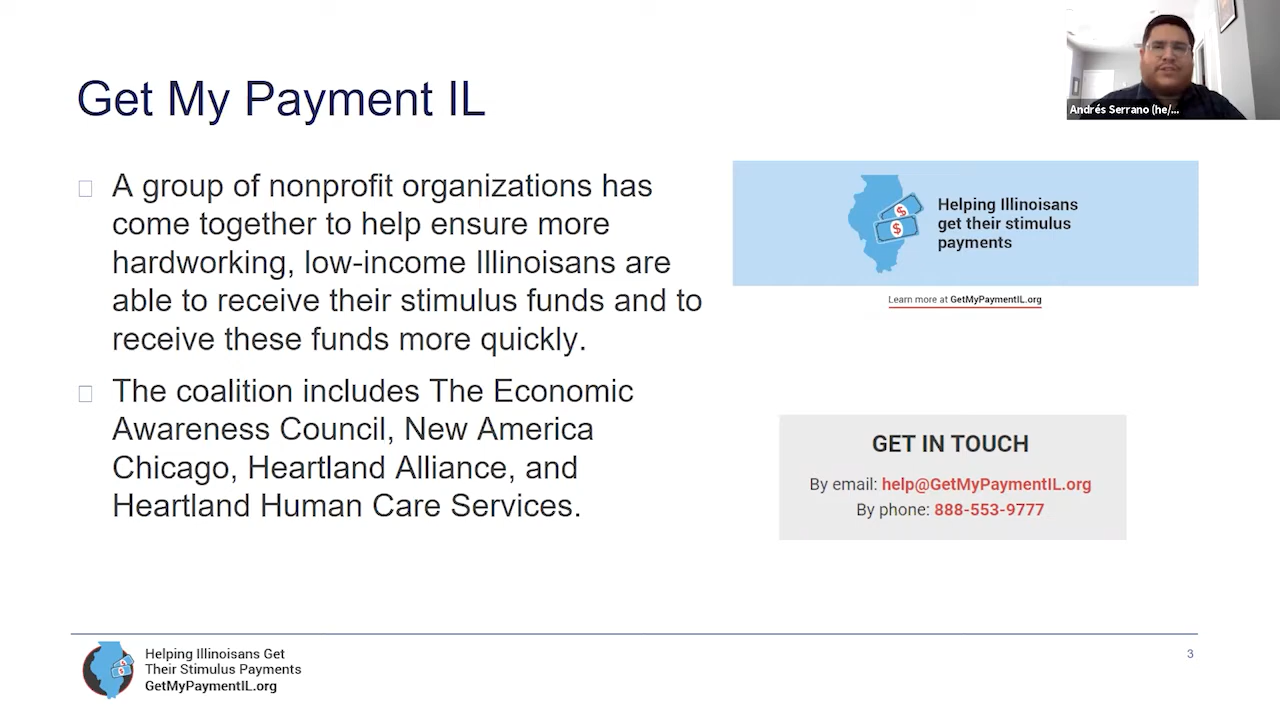 Get My Payment IL
A group of nonprofit organizations has
come together to help ensure more
hardworking, low-income Illinoisans are
able to receive their stimulus funds and to
receive these funds more quickly.
The coalition includes The Economic
Awareness Council, New America
Chicago, Heartland Alliance, and
Heartland Human Care Services.
Andrés Serrano (he/...
Helping Illinoisans
get their stimulus
payments
Learn more at GetMyPaymentIL.org
GET IN TOUCH
By email: help@GetMyPaymentIL.org
By phone: 888-553-9777
Helping Illinoisans Get
Their Stimulus Payments
GetMyPaymentIL.org
3